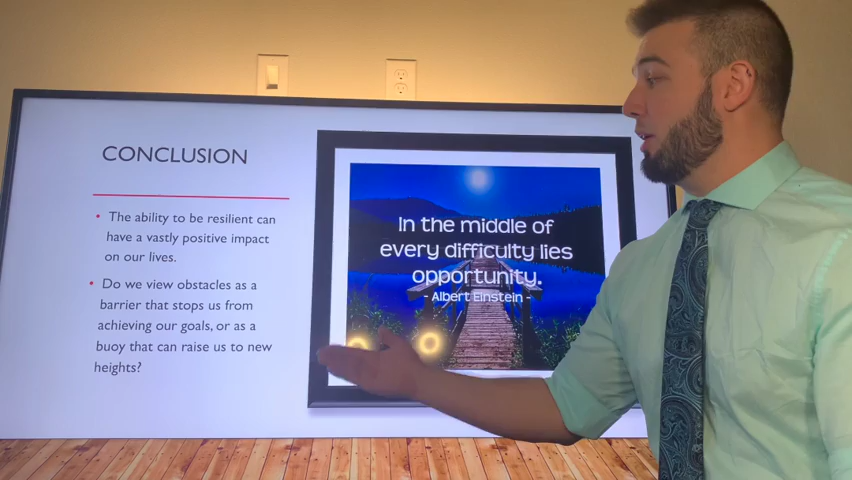 CONCLUSION
• The ability to be resilient can
have a vastly positive impact
on our lives.
• Do we view obstacles as a
barrier that stops us from
achieving our goals, or as a
buoy that can raise us to new
heights?
In the middle of
every difficulty lies
opportunity.
- Albert Einstein -